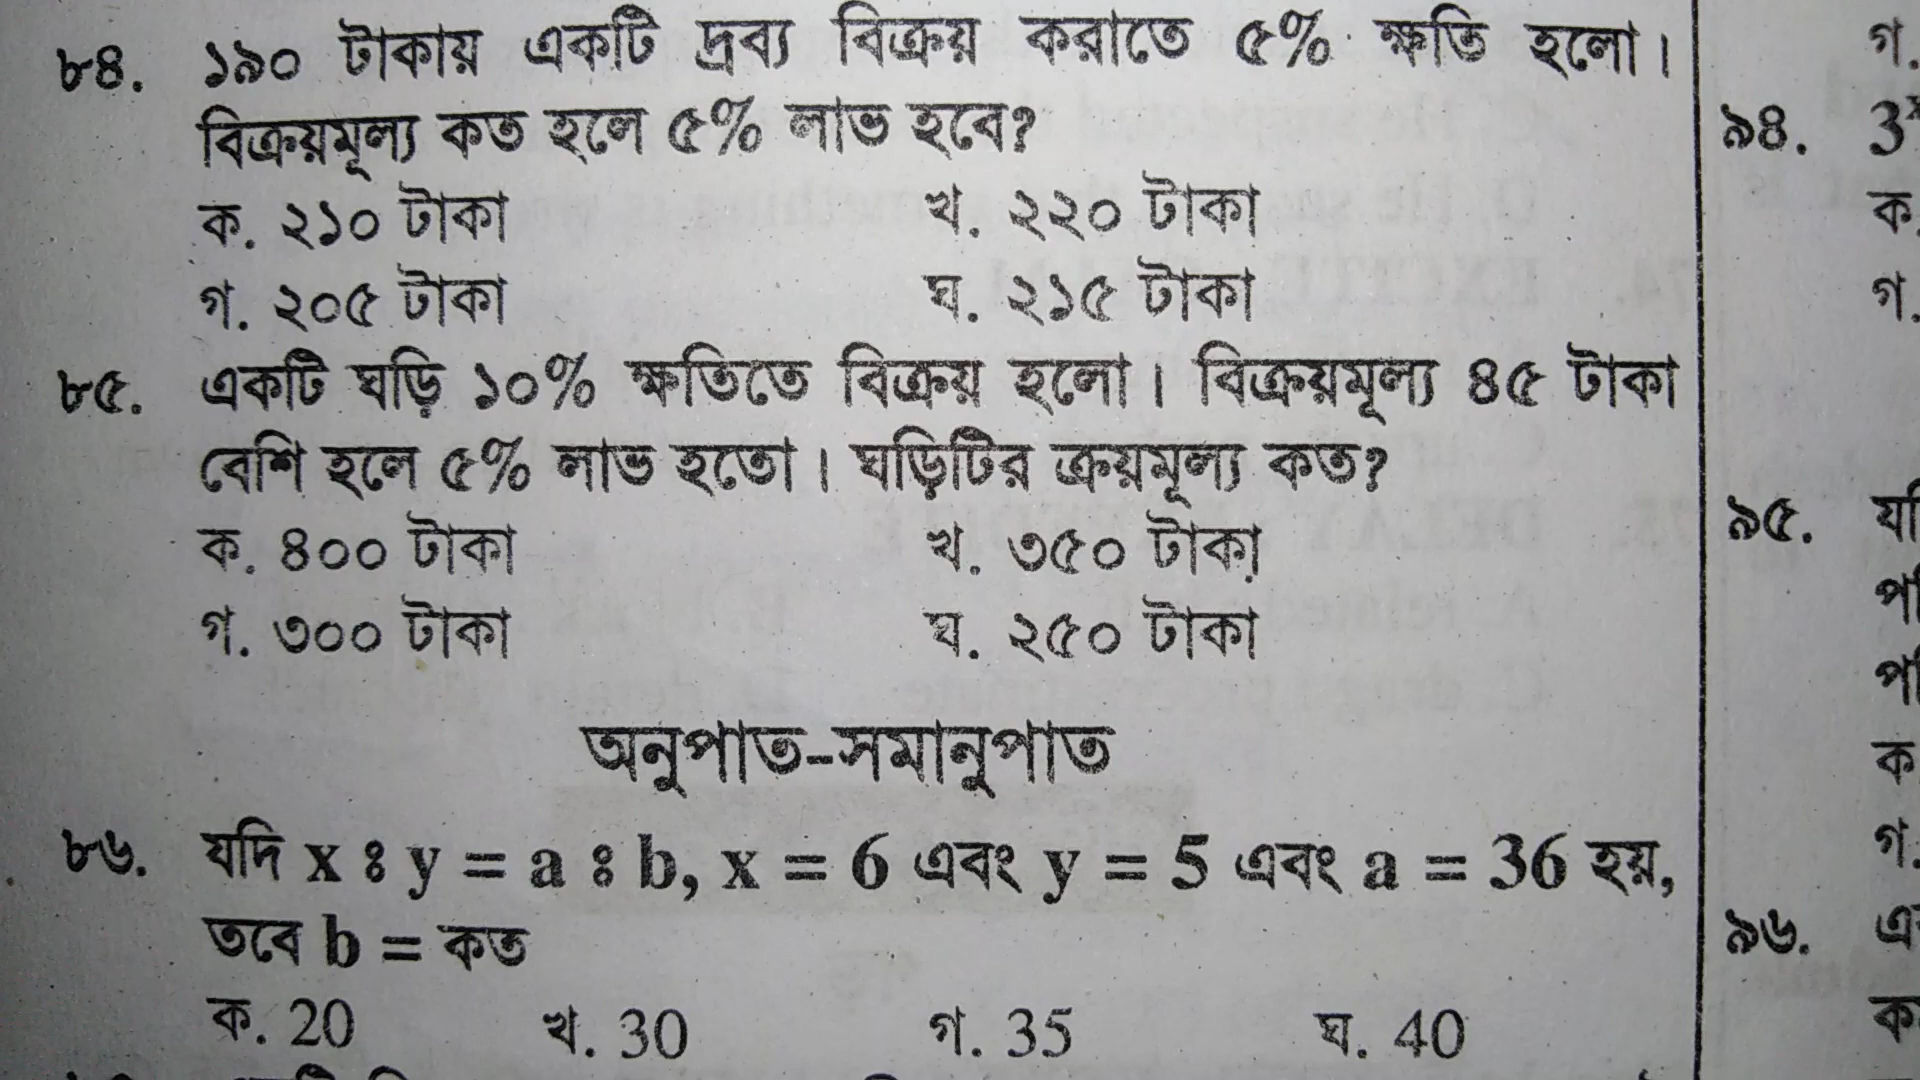 ৮৪. ১৯০ টাকায় একটি দ্রব্য বিক্রয় করাতে ৫% ক্ষতি হলো।
বিক্রয়মূল্য কত হলে ৫% লাভ হবে?
ক. ২১০ টাকা খ. ২২০ টাকা
গ. ২০৫ টাকা ঘ. ২১৫ টাকা
৮৫. একটি ঘড়ি ১০% ক্ষতিতে বিক্রয় হলো। বিক্রয়মূল্য ৪৫ টাকা
বেশি হলে ৫% লাভ হতো। ঘড়িটির ক্রয়মূল্য কত?
ক. ৪০০ টাকা খ. ৩৫০ টাকা
গ. ৩০০ টাকা ঘ. ২৫০ টাকা
অনুপাত-সমানুপাত
৮৬. যদি x ঃ y = a ঃ b, x = 6 এবং y = 5 এবং a = 36 হয়,
তবে b = কত
ক. 20 খ. 30 গ. 35 ঘ. 40
গ.
৯৪. 3
ক.
গ.
৯৫.
ক
গ.
৯৬.
ক